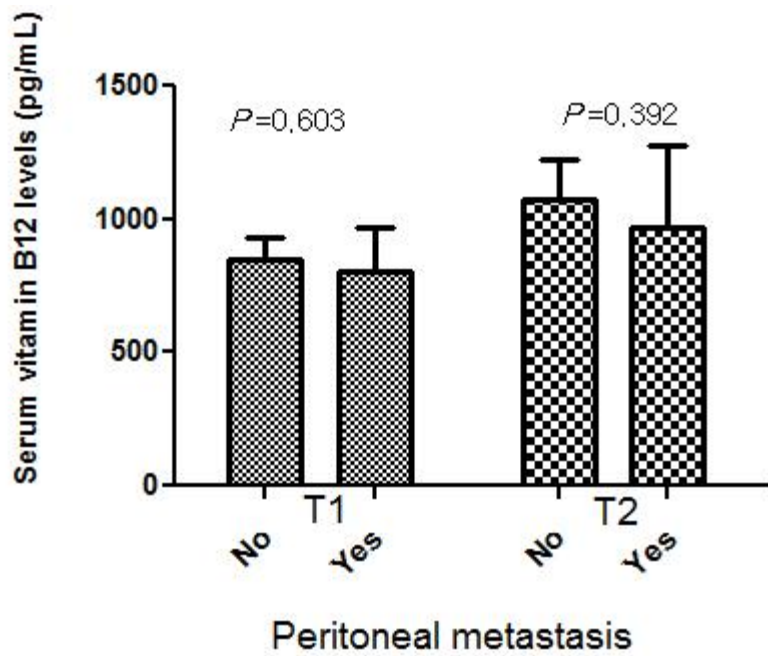 Serum vitamin B12 levels (pg/mL)
1500
1000
500
0
P=0,603
P=0,392
T1
T2
No
Yes
No
Yes
Peritoneal metastasis